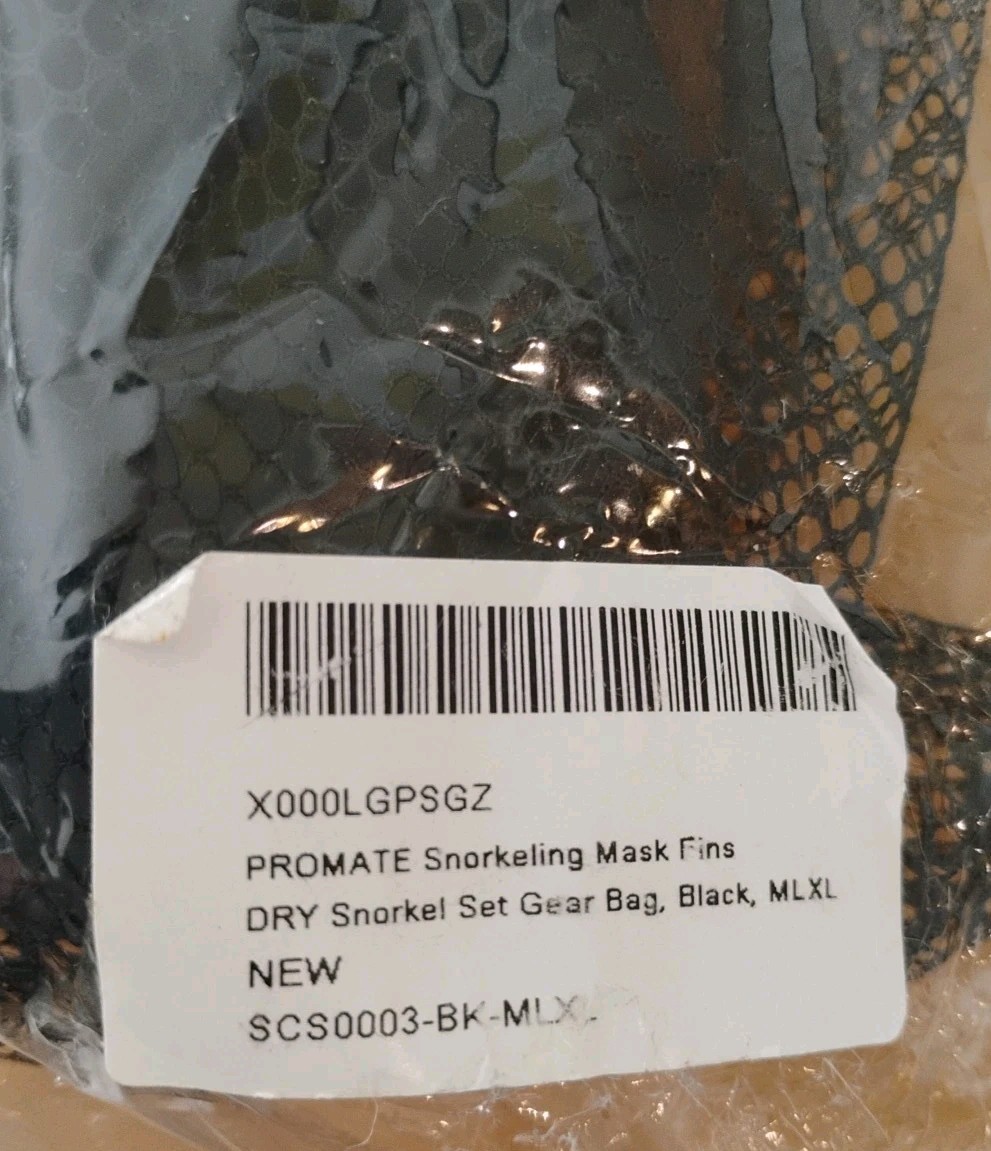 X000LGPSGZ
PROMATE Snorkeling Mask Fins
DRY Snorkel Set Gear Bag, Black, MLXL
NEW
SCS0003-BK-MLXL